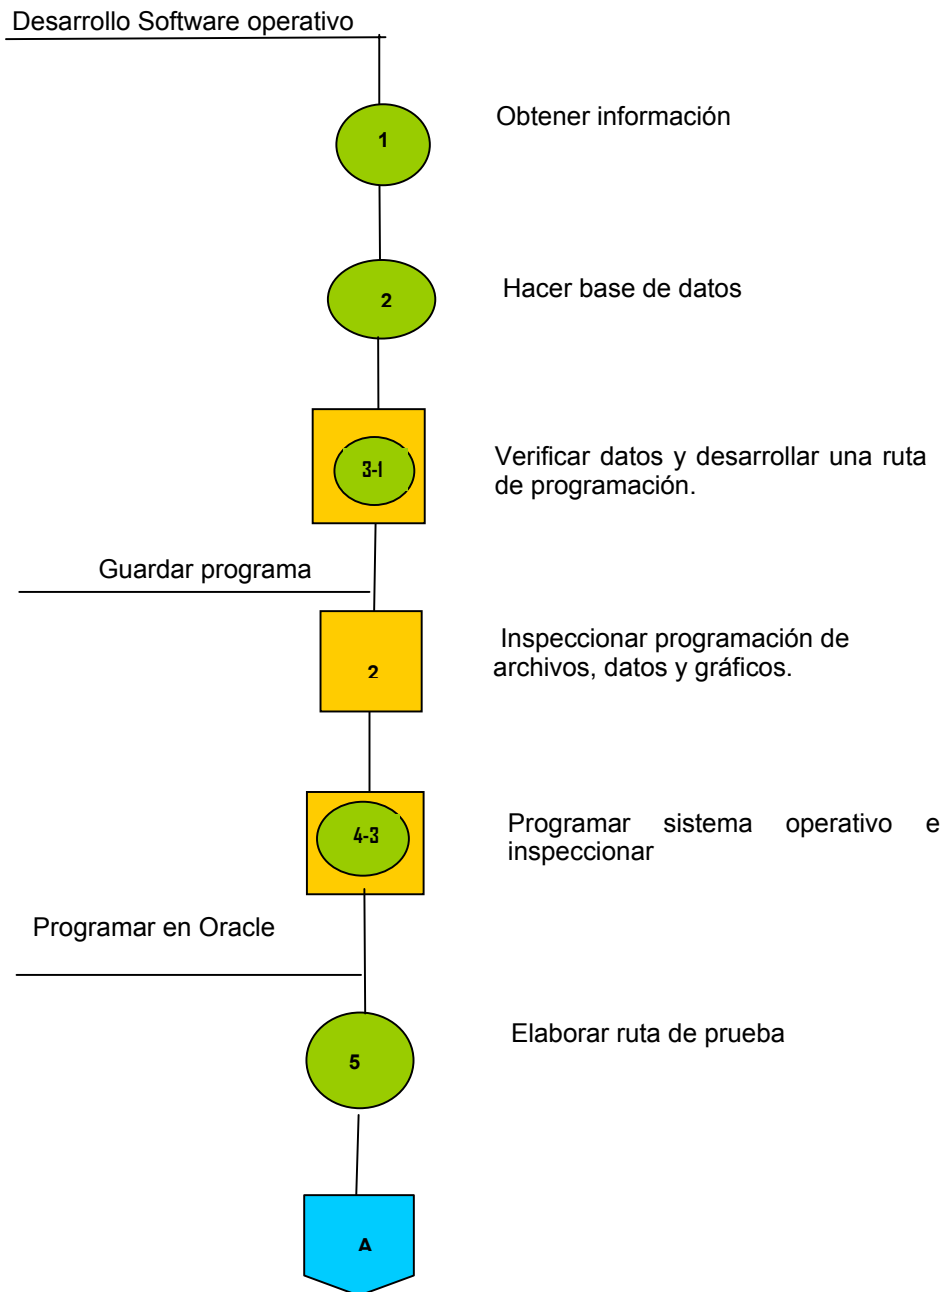 Desarrollo Software operativo
1
Obtener información
2
Hacer base de datos
3-1
Verificar datos y desarrollar una ruta
de programación.
Guardar programa
2
Inspeccionar programación de
archivos, datos y gráficos.
4-3
Programar sistema operativo e
inspeccionar
Programar en Oracle
5
Elaborar ruta de prueba
A